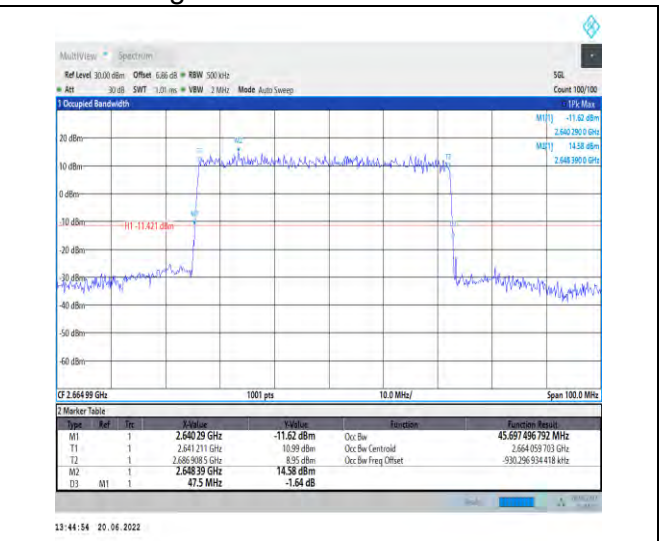 MultiView Spectrum
Ref Level 30.00 dBm Offset 6.86 dB RBW 500 kHz SGL
Att 30 dB SWT 3.01 ms VBW 2 MHz Mode Auto Sweep Count 100/100
1 Occupied Bandwidth 1Pk Max
M1[1] -11.62 dBm
2.640 290 0 GHz
M2[1] 14.58 dBm
2.648 390 0 GHz
20 dBm
10 dBm
0 dBm
-10 dBm
H1 -11.421 dBm
-20 dBm
-30 dBm
-40 dBm
-50 dBm
-60 dBm
CF 2.664 99 GHz 1001 pts 10.0 MHz/ Span 100.0 MHz
2 Marker Table
Type Ref Trc X-Value Y-Value Function Function Result
M1 1 2.640 29 GHz -11.62 dBm Occ Bw 45.697 496 792 MHz
T1 1 2.641 211 GHz 10.99 dBm Occ Bw Centroid 2.664 059 703 GHz
T2 1 2.686 908 5 GHz 8.95 dBm Occ Bw Freq Offset -930.296 934 418 kHz
M2 1 2.648 39 GHz 14.58 dBm
D3 M1 1 47.5 MHz -1.64 dB
13:44:54 20.06.2022